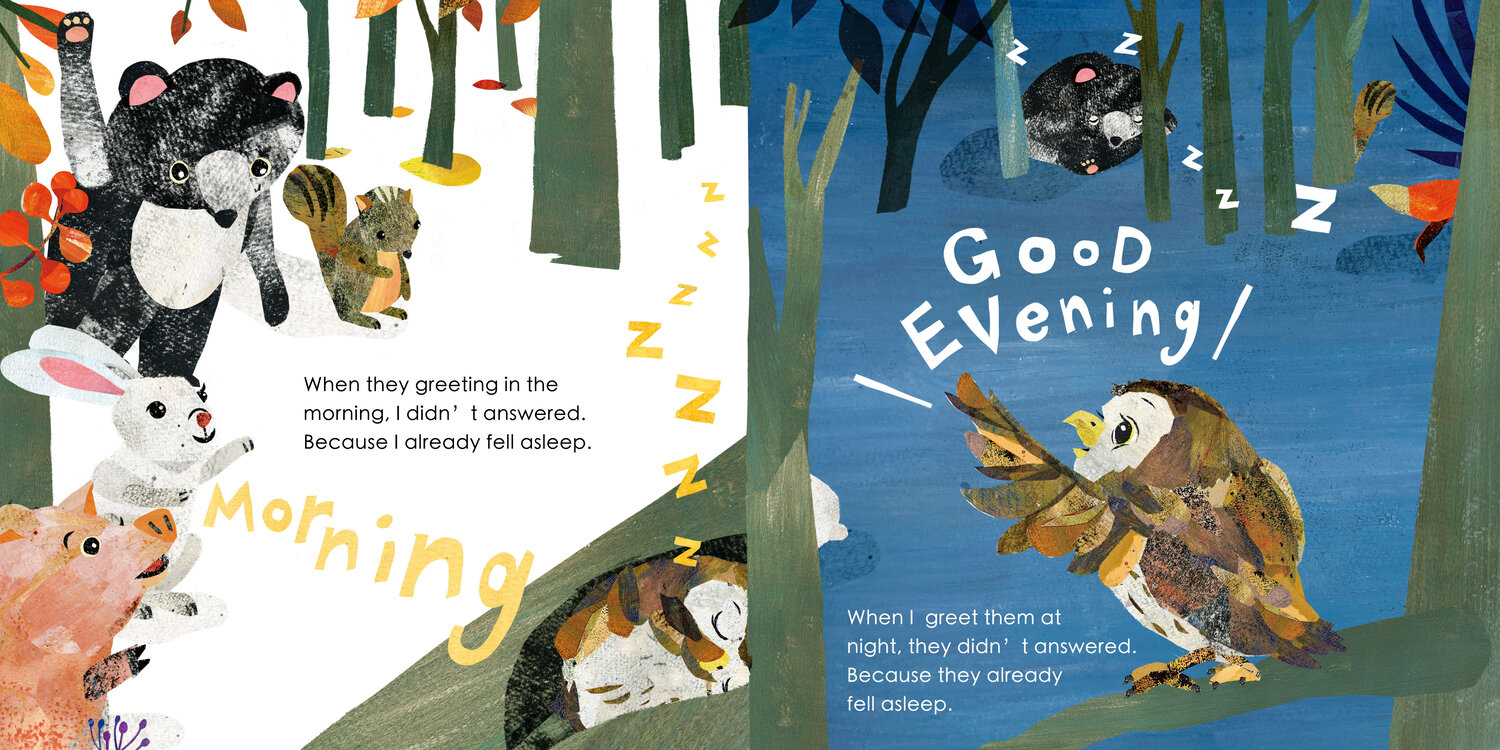 When they greeting in the
morning, I didn’ t answered.
Because I already fell asleep.
Morning
z
z
z
Z
Z
Z
z
z
z
z
z
Z
GooD
Evening
When I greet them at
night, they didn’ t answered.
Because they already
fell asleep.